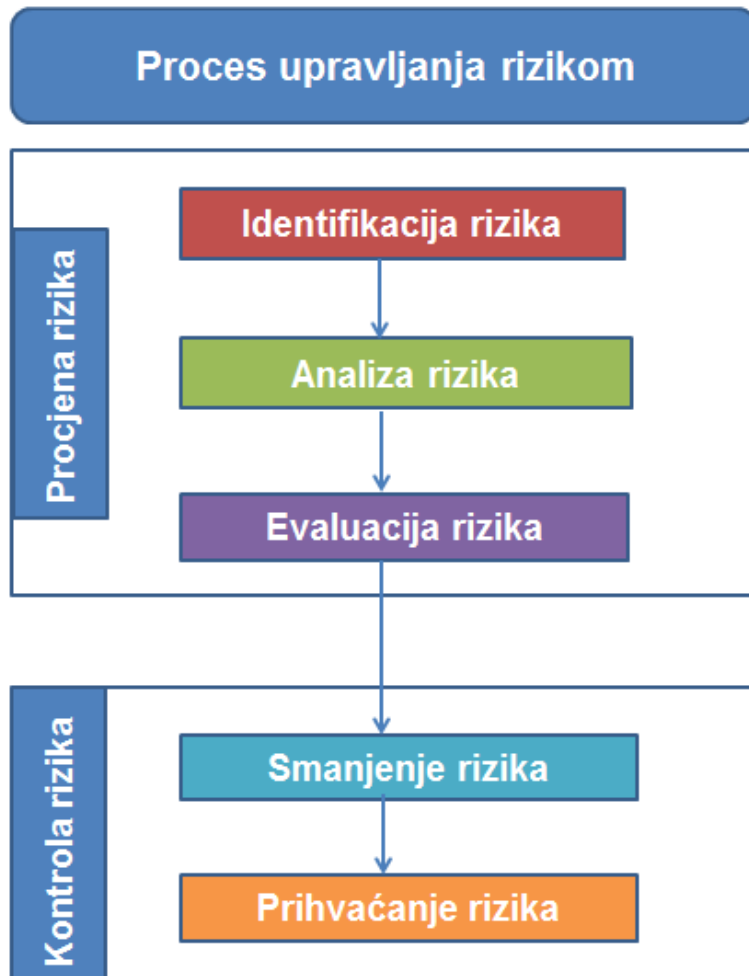 Proces upravljanja rizikom
Procjena rizika
Identifikacija rizika
Analiza rizika
Evaluacija rizika
Kontrola rizika
Smanjenje rizika
Prihvaćanje rizika